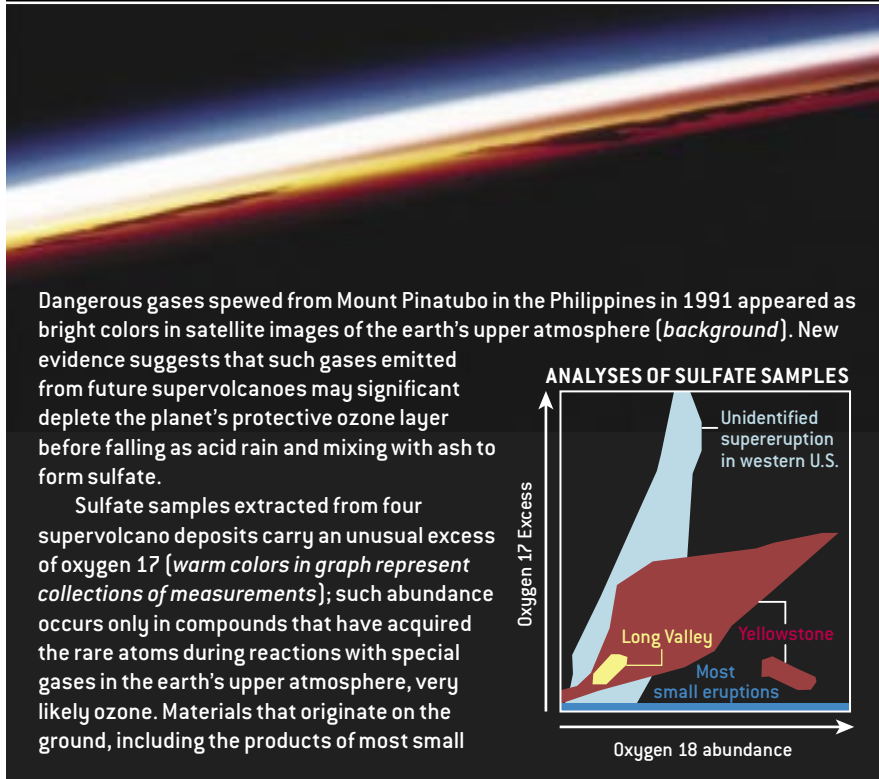 Dangerous gases spewed from Mount Pinatubo in the Philippines in 1991 appeared as
bright colors in satellite images of the earth’s upper atmosphere (background). New
evidence suggests that such gases emitted
from future supervolcanoes may significant
deplete the planet’s protective ozone layer
before falling as acid rain and mixing with ash to
form sulfate.
Sulfate samples extracted from four
supervolcano deposits carry an unusual excess
of oxygen 17 (warm colors in graph represent
collections of measurements); such abundance
occurs only in compounds that have acquired
the rare atoms during reactions with special
gases in the earth’s upper atmosphere, very
likely ozone. Materials that originate on the
ground, including the products of most small
ANALYSES OF SULFATE SAMPLES
Oxygen 17 Excess
Unidentified
supereruption
in western U.S.
Long Valley
Yellowstone
Most
small eruptions
Oxygen 18 abundance